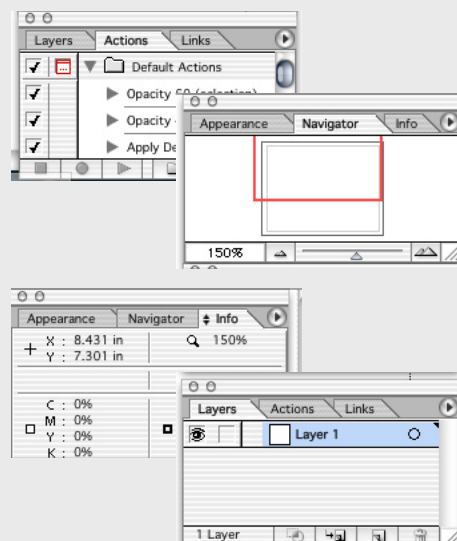 Layers Actions Links
Default Actions
Opacity 60 (selection)
Opacity
Apply De
Appearance Navigator Info
150%
Appearance Navigator Info
X : 8.431 in
Y : 7.301 in
150%
C : 0%
M : 0%
Y : 0%
K : 0%
Layers Actions Links
Layer 1
1 Layer